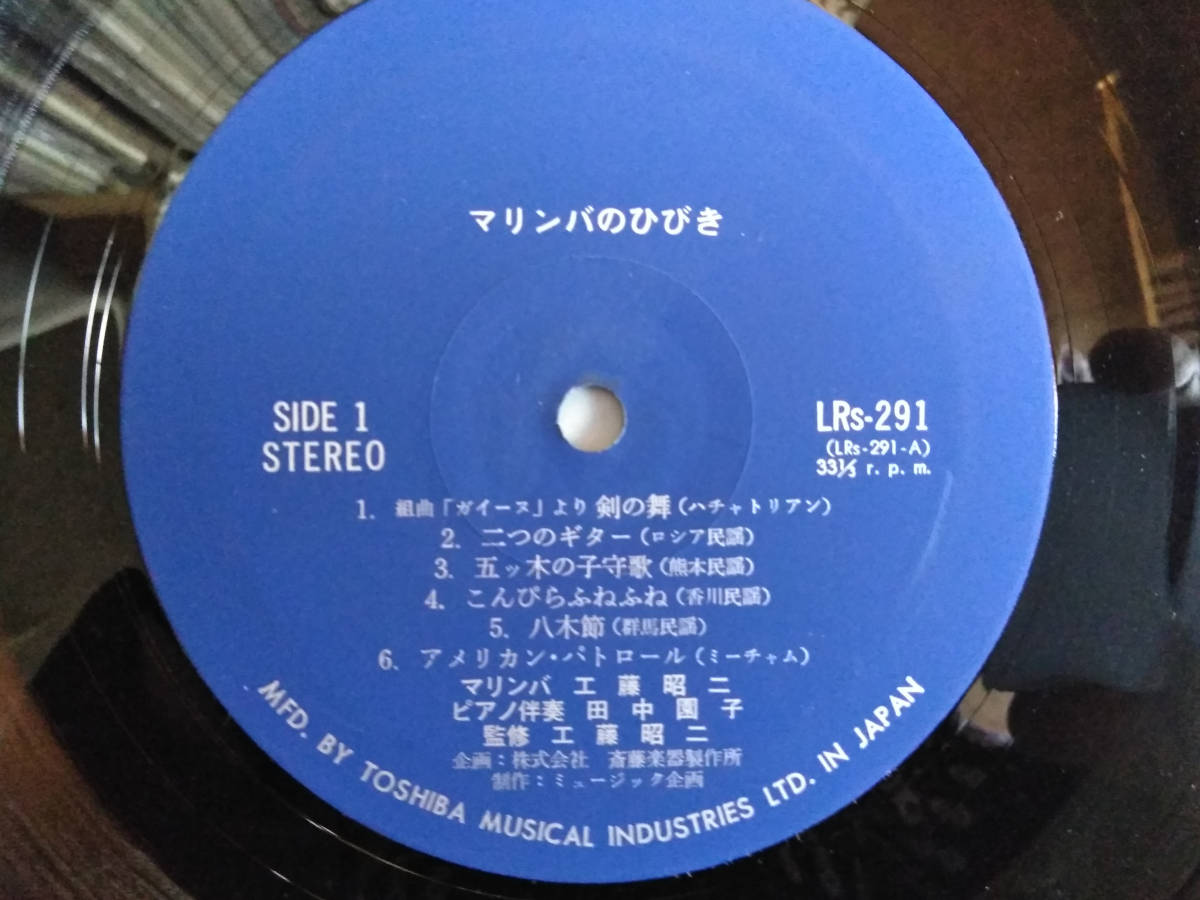 マリンバのひびき
SIDE 1
STEREO
LRs-291
(LRs-291-A)
33⅓ r. p. m.
1. 組曲「ガイーヌ」より 剣の舞(ハチャトリアン)
2. 二つのギター(ロシア民謡)
3. 五ッ木の子守歌(熊本民謡)
4. こんぴらふねふね(香川民謡)
5. 八木節(群馬民謡)
6. アメリカン・パトロール(ミーチャム)
マリンバ 工藤昭二
ピアノ伴奏 田中園子
監修 工藤昭二
企画:株式会社 斎藤楽器製作所
制作:ミュージック企画
MFD. BY TOSHIBA MUSICAL INDUSTRIES LTD. IN JAPAN